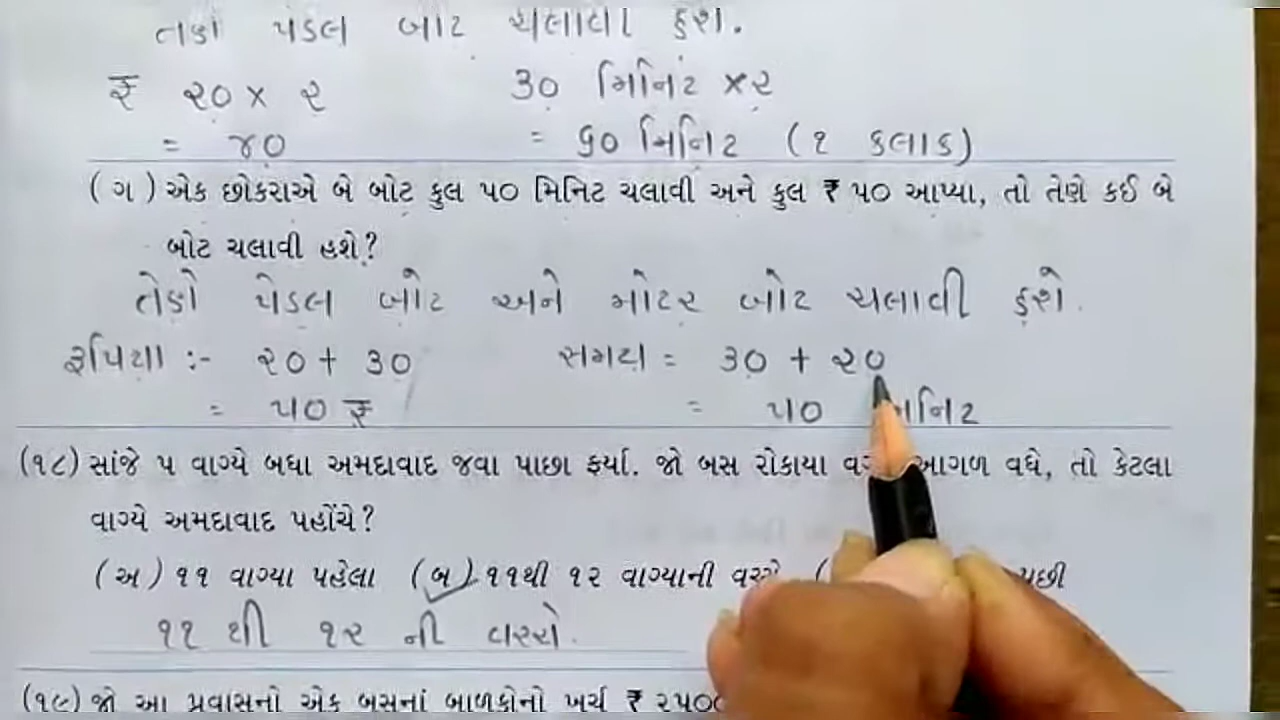 તેણે પેડલ બોટ ચલાવી હશે.
₹ ૨૦ × ૨ ૩૦ મિનિટ × ૨
= ૪૦ = ૬૦ મિનિટ (૧ કલાક)
(ગ) એક છોકરાએ બે બોટ કુલ ૫૦ મિનિટ ચલાવી અને કુલ ₹ ૫૦ આપ્યા, તો તેણે કઈ બે
બોટ ચલાવી હશે?
તેણે પેડલ બોટ અને મોટર બોટ ચલાવી હશે.
રૂપિયા :- ૨૦ + ૩૦ સમય = ૩૦ + ૨૦
= ૫૦ ₹ = ૫૦ મિનિટ
(૧૮) સાંજે ૫ વાગ્યે બધા અમદાવાદ જવા પાછા ફર્યા. જો બસ રોકાયા આગળ વધે, તો કેટલા
વાગ્યે અમદાવાદ પહોંચે?
(અ) ૧૧ વાગ્યા પહેલા (બ) ૧૧થી ૧૨ વાગ્યાની વચ્ચે પછી
૧૧ થી ૧૨ ની વચ્ચે.
(૧૯) જો આ પ્રવાસનો એક બસનાં બાળકોનો ખર્ચ ₹